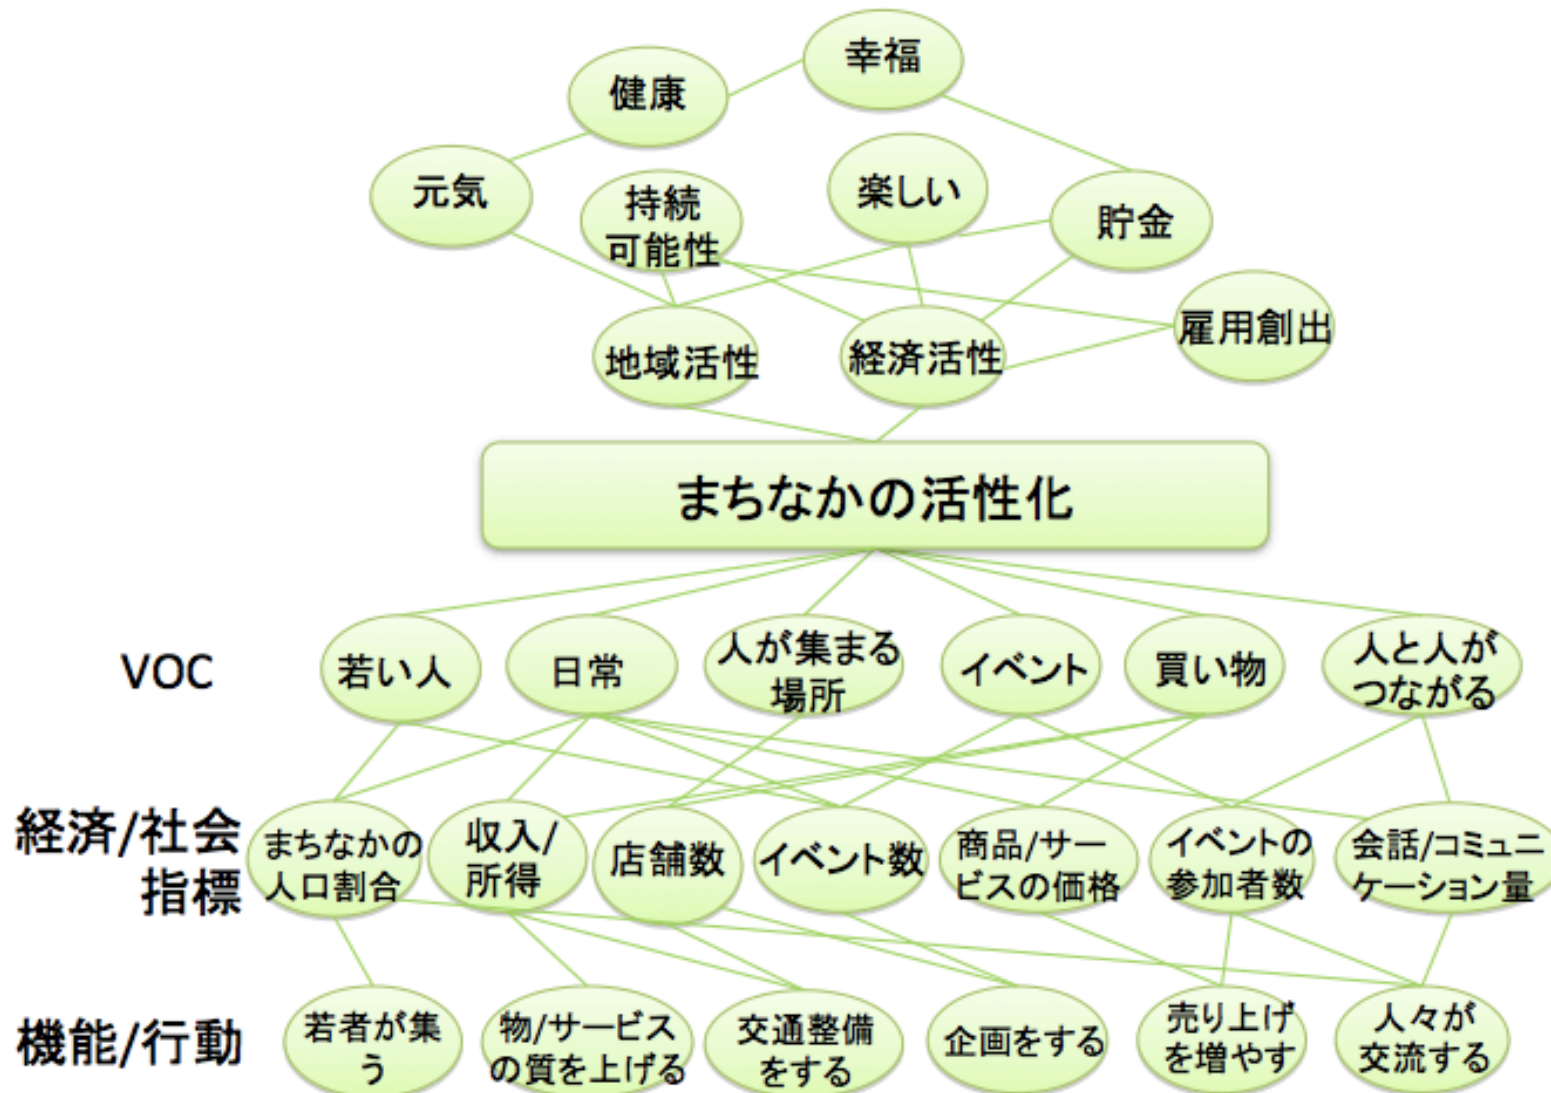 幸福
健康
元気
持続
可能性
楽しい
貯金
雇用創出
地域活性
経済活性
まちなかの活性化
VOC
若い人
日常
人が集まる
場所
イベント
買い物
人と人が
つながる
経済/社会
指標
まちなかの
人口割合
収入/
所得
店舗数
イベント数
商品/サー
ビスの価格
イベントの
参加者数
会話/コミュニ
ケーション量
機能/行動
若者が集
う
物/サービス
の質を上げる
交通整備
をする
企画をする
売り上げ
を増やす
人々が
交流する